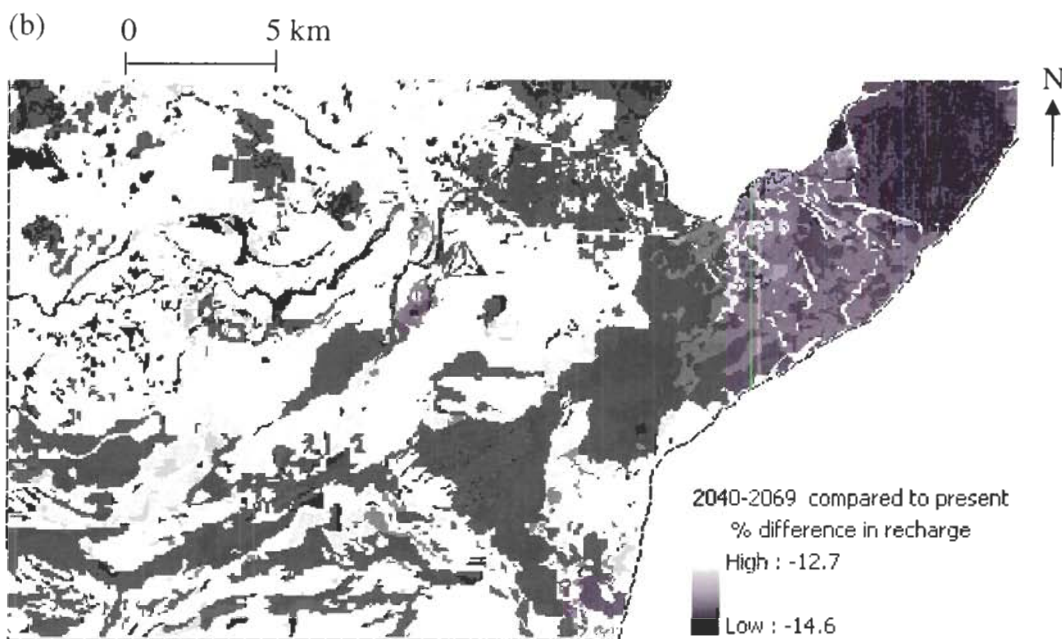 (b)
0 5 km
N
2040-2069 compared to present
% difference in recharge
High : -12.7
Low : -14.6